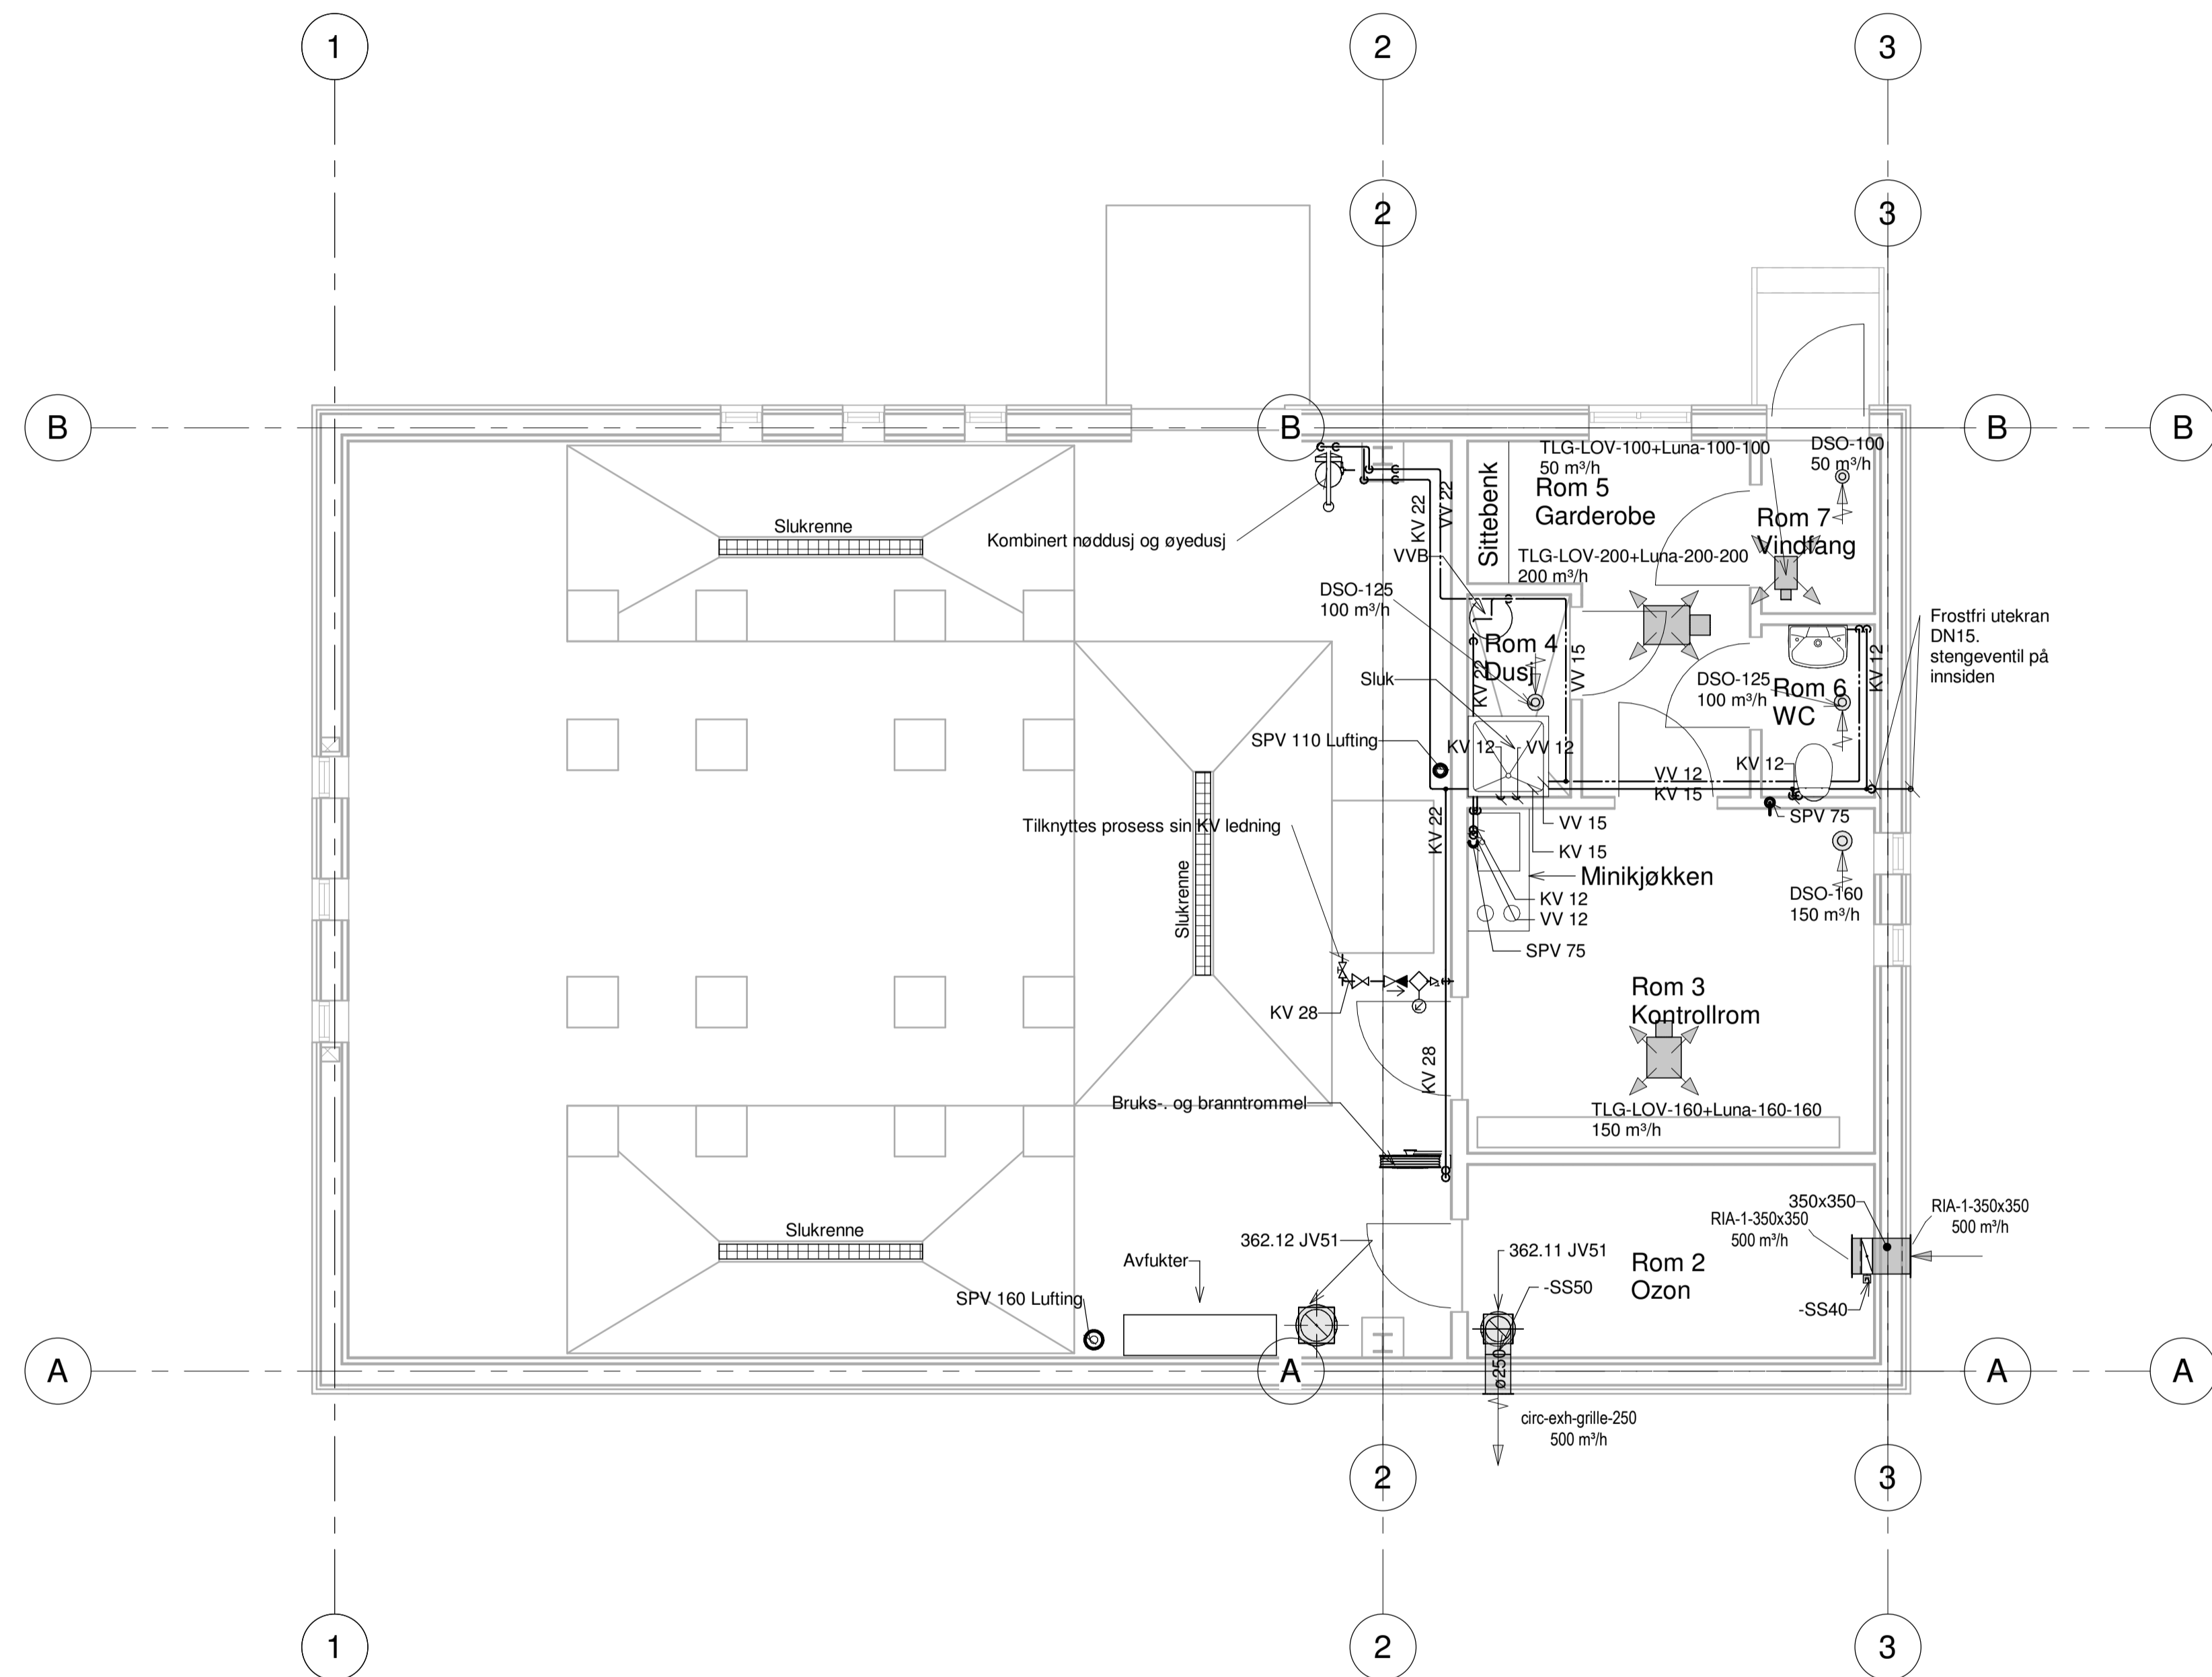 1
2
3
2
3
B
B
B
B
TLG-LOV-100+Luna-100-100
50 m³/h
DSO-100
50 m³/h
Sittebenk
Rom 5
Garderobe
Rom 7
Vindfang
Slukrenne
Kombinert nøddusj og øyedusj
KV 22
VV 22
VVB
TLG-LOV-200+Luna-200-200
200 m³/h
DSO-125
100 m³/h
Rom 4
Dusj
KV 22
VV 15
Sluk
Frostfri utekran
DN15.
stengeventil på
innsiden
KV 12
DSO-125
100 m³/h
Rom 6
WC
SPV 110 Lufting
KV 12
VV 12
KV 12
VV 12
KV 15
SPV 75
Tilknyttes prosess sin KV ledning
KV 22
VV 15
KV 15
Minikjøkken
KV 12
VV 12
SPV 75
DSO-160
150 m³/h
Slukrenne
KV 28
KV 28
Rom 3
Kontrollrom
Bruks-. og branntrommel
TLG-LOV-160+Luna-160-160
150 m³/h
Slukrenne
362.12 JV51
Avfukter
SPV 160 Lufting
362.11 JV51
-SS50
Rom 2
Ozon
350x350
RIA-1-350x350
500 m³/h
RIA-1-350x350
500 m³/h
-SS40
ø250
A
A
A
A
circ-exh-grille-250
500 m³/h
2
3
1
2
3